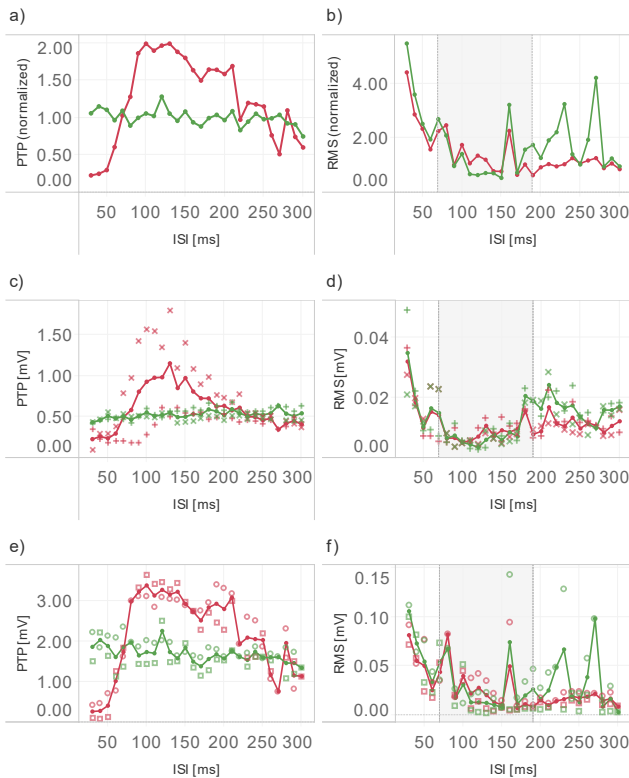 a)
b)
PTP (normalized)
2.00
1.50
1.00
0.50
0.00
RMS (normalized)
4.00
2.00
0.00
50 100 150 200 250 300
50 100 150 200 250 300
ISI [ms]
ISI [ms]
c)
d)
PTP [mV]
1.50
1.00
0.50
0.00
RMS [mV]
0.04
0.02
0.00
50 100 150 200 250 300
50 100 150 200 250 300
ISI [ms]
ISI [ms]
e)
f)
PTP [mV]
3.00
2.00
1.00
0.00
RMS [mV]
0.15
0.10
0.05
0.00
50 100 150 200 250 300
50 100 150 200 250 300
ISI [ms]
ISI [ms]